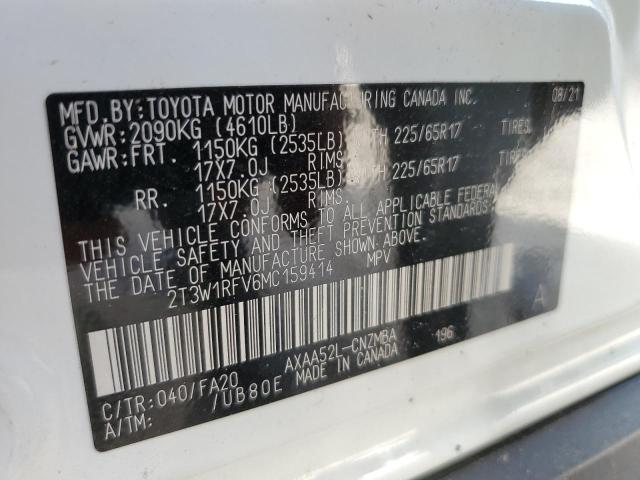 MFD.BY:TOYOTA MOTOR MANUFACTURING CANADA INC. 08/21
GVWR:2090KG (4610LB)
GAWR:FRT. 1150KG (2535LB) WITH 225/65R17 TIRES,
17X7.0J RIMS,
RR. 1150KG (2535LB) WITH 225/65R17 TIRES,
17X7.0J RIMS,
THIS VEHICLE CONFORMS TO ALL APPLICABLE FEDERAL
VEHICLE SAFETY AND THEFT PREVENTION STANDARDS
THE DATE OF MANUFACTURE SHOWN ABOVE.
2T3W1RFV6MC159414 MPV
A
AXAA52L-CNZMBA 196
C/TR:040/FA20 MADE IN CANADA
A/TM: /UB80E